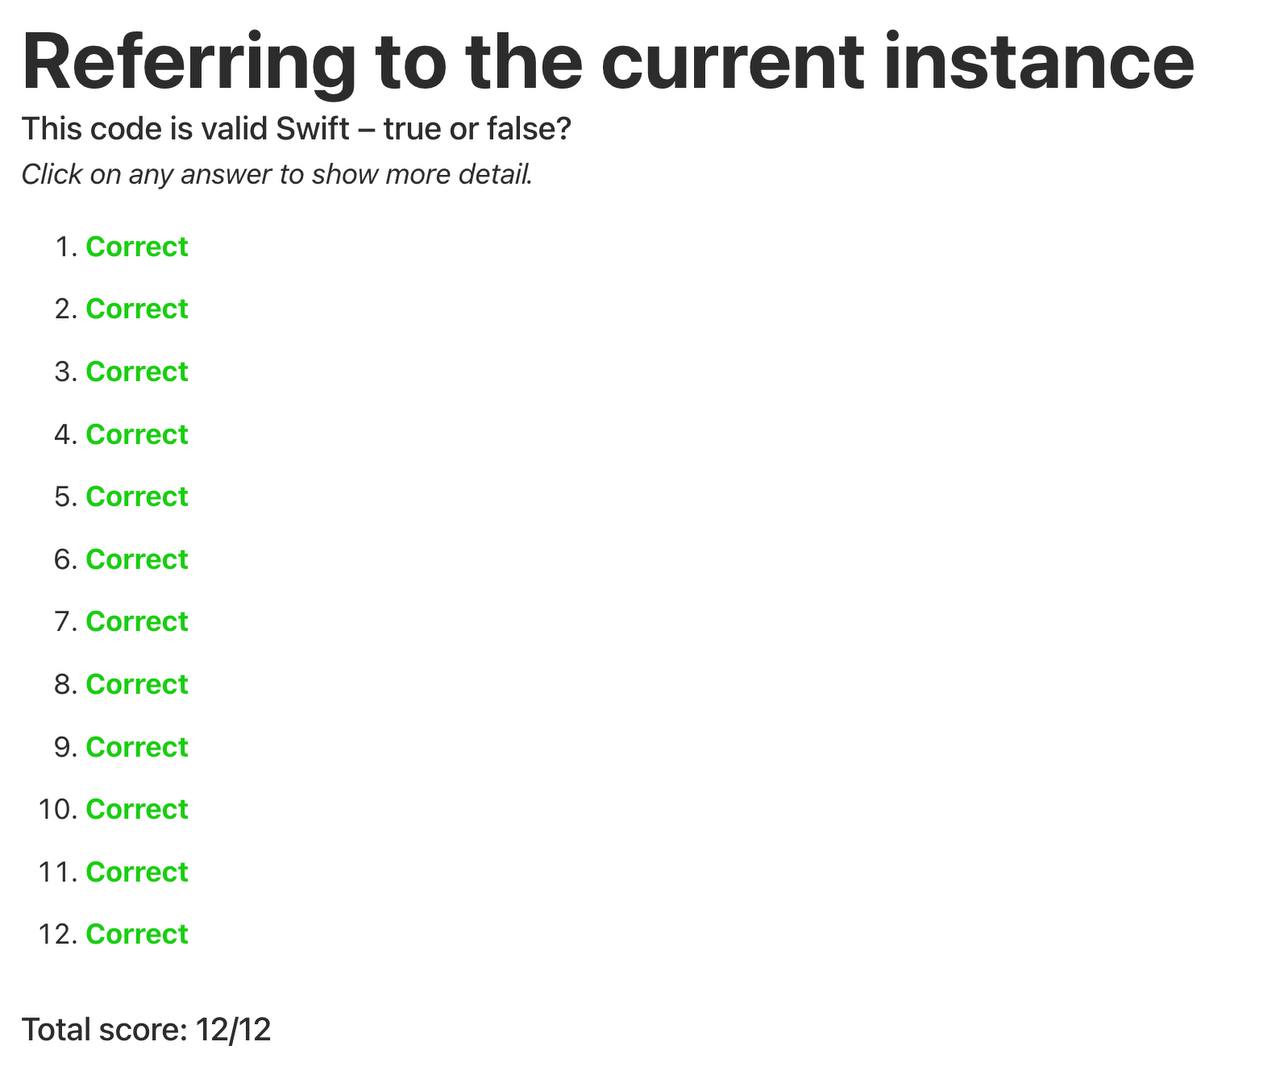 Referring to the current instance
This code is valid Swift – true or false?
Click on any answer to show more detail.
1. Correct
2. Correct
3. Correct
4. Correct
5. Correct
6. Correct
7. Correct
8. Correct
9. Correct
10. Correct
11. Correct
12. Correct
Total score: 12/12